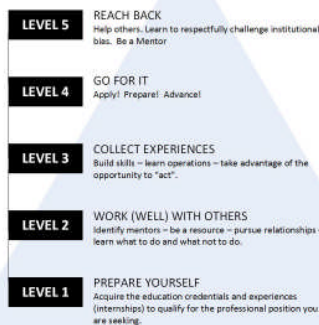 LEVEL 5
REACH BACK
Help others. Learn to respectfully challenge institutional
bias. Be a Mentor
LEVEL 4
GO FOR IT
Apply! Prepare! Advance!
LEVEL 3
COLLECT EXPERIENCES
Build skills – learn operations – take advantage of the
opportunity to "act".
LEVEL 2
WORK (WELL) WITH OTHERS
Identify mentors – be a resource – pursue relationships –
learn what to do and what not to do.
LEVEL 1
PREPARE YOURSELF
Acquire the education credentials and experiences
(internships) to qualify for the professional position you
are seeking.